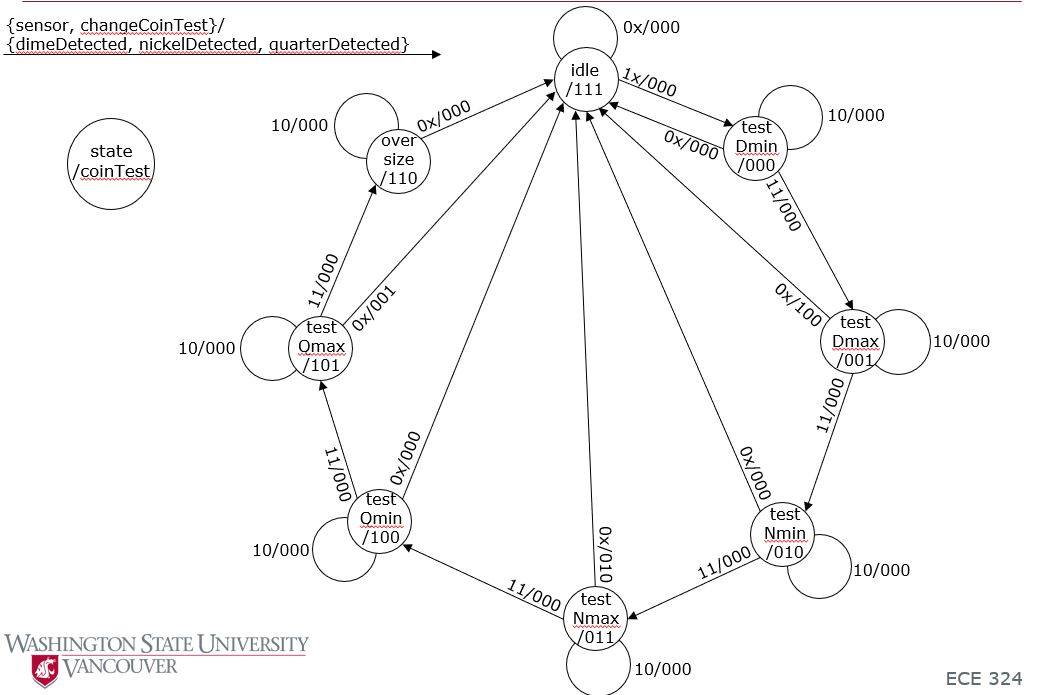 {sensor, changeCoinTest}/
{dimeDetected, nickelDetected, quarterDetected}
state
/coinTest
0x/000
idle
/111
1x/000
0x/000
10/000
over
size
/110
0x/000
test
Dmin
/000
10/000
11/000
11/000
0x/001
10/000
test
Qmax
/101
0x/100
test
Dmax
/001
10/000
11/000
11/000
0x/000
10/000
test
Qmin
/100
0x/000
test
Nmin
/010
10/000
11/000
0x/010
11/000
test
Nmax
/011
10/000
WASHINGTON STATE UNIVERSITY
VANCOUVER
ECE 324